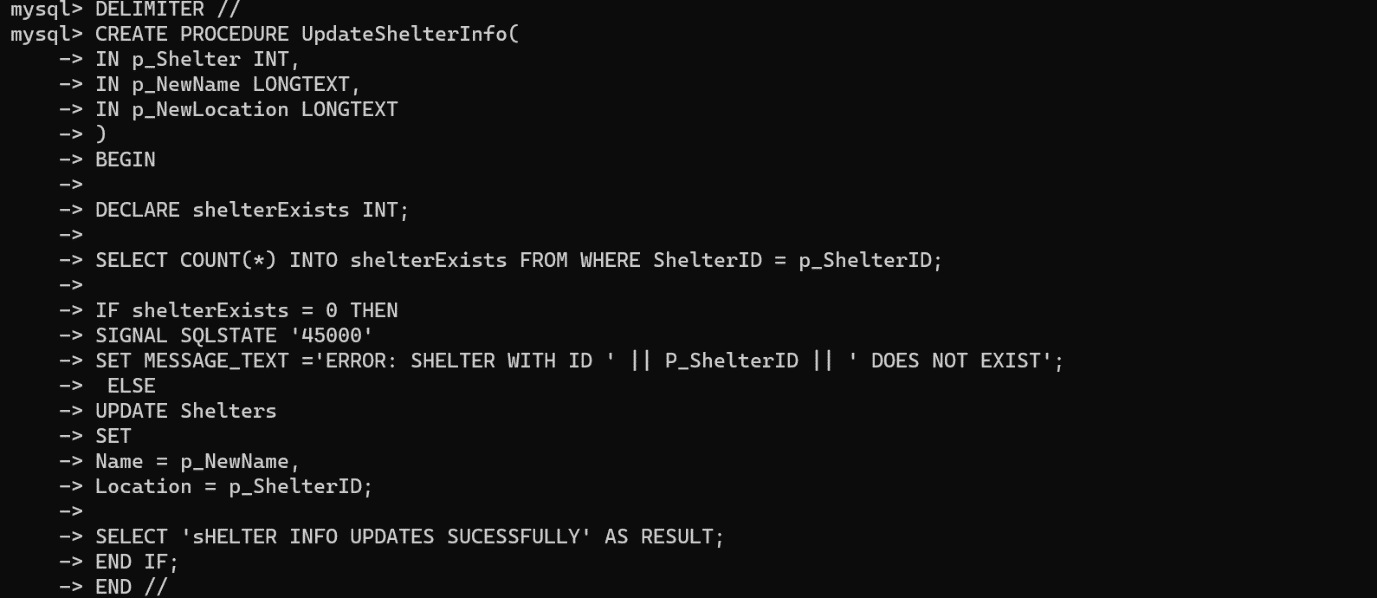 mysql> DELIMITER //
mysql> CREATE PROCEDURE UpdateShelterInfo(
    -> IN p_Shelter INT,
    -> IN p_NewName LONGTEXT,
    -> IN p_NewLocation LONGTEXT
    -> )
    -> BEGIN
    ->
    -> DECLARE shelterExists INT;
    ->
    -> SELECT COUNT(*) INTO shelterExists FROM WHERE ShelterID = p_ShelterID;
    ->
    -> IF shelterExists = 0 THEN
    -> SIGNAL SQLSTATE '45000'
    -> SET MESSAGE_TEXT ='ERROR: SHELTER WITH ID ' || P_ShelterID || ' DOES NOT EXIST';
    ->  ELSE
    -> UPDATE Shelters
    -> SET
    -> Name = p_NewName,
    -> Location = p_ShelterID;
    ->
    -> SELECT 'sHELTER INFO UPDATES SUCESSFULLY' AS RESULT;
    -> END IF;
    -> END //